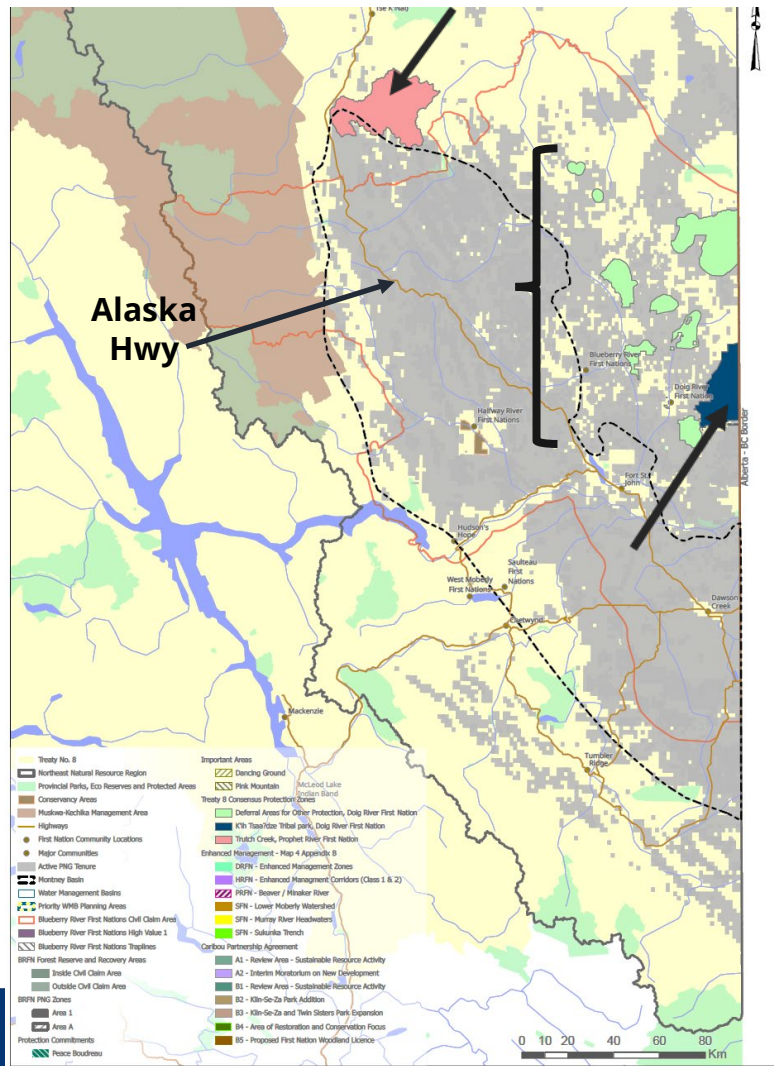 Alaska
Hwy
Blueberry River
First Nations
Doig River
First Nation
Halfway River
First Nations
Alberta - BC Border
Fort St.
John
Hudson's
Hope
Saulteau
First
Nations
West Moberly
First Nations
Dawson
Creek
Chetwynd
Mackenzie
Tumbler
Ridge
McLeod Lake
Indian Band
Treaty No. 8
Northeast Natural Resource Region
Provincial Parks, Eco Reserves and Protected Areas
Conservancy Areas
Muskwa-Kechika Management Area
Highways
First Nation Community Locations
Major Communities
Active PNG Tenure
Montney Basin
Water Management Basins
Priority WMB Planning Areas
Blueberry River First Nations Civil Claim Area
Blueberry River First Nations High Value 1
Blueberry River First Nations Traplines
BRFN Forest Reserve and Recovery Areas
Inside Civil Claim Area
Outside Civil Claim Area
BRFN PNG Zones
Area 1
Area A
Protection Commitments
Peace Boudreau
Important Areas
Dancing Ground
Pink Mountain
Treaty 8 Consensus Protection Zones
Deferral Areas for Other Protection, Doig River First Nation
K'ih Tsaa?dze Tribal park, Doig River First Nation
Trutch Creek, Prophet River First Nation
Enhanced Management - Map 4 Appendix B
DRFN - Enhanced Management Zones
HRFN - Enhanced Managment Corridors (Class 1 & 2)
PRFN - Beaver / Minaker River
SFN - Lower Moberly Watershed
SFN - Murray River Headwaters
SFN - Sukunka Trench
Caribou Partnership Agreement
A1 - Review Area - Sustainable Resource Activity
A2 - Interim Moratorium on New Development
B1 - Review Area - Sustainable Resource Activity
B2 - Klin-Se-Za Park Addition
B3 - Klin-Se-Za and Twin Sisters Park Expansion
B4 - Area of Restoration and Conservation Focus
B5 - Proposed First Nation Woodland Licence
0 10 20 40 60 80
Km